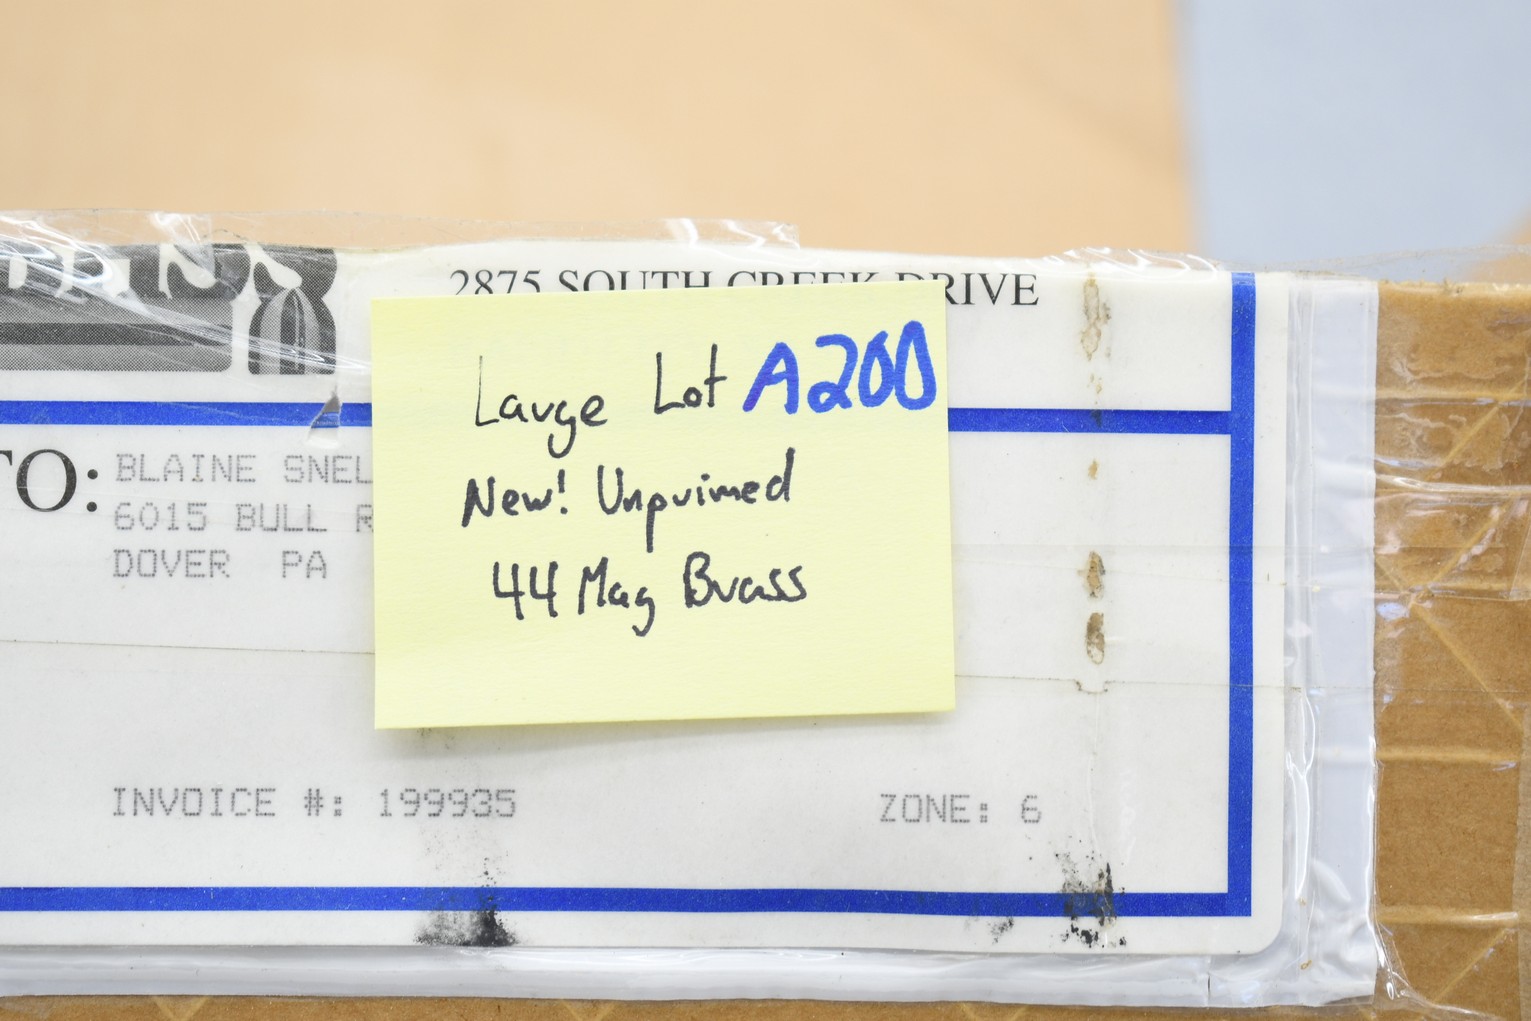 2875 SOUTH CREEK DRIVE
Large Lot A200
New! Unprimed
44 Mag Brass
TO: BLAINE SNEL
6015 BULL R
DOVER PA
INVOICE #: 199935
ZONE: 6